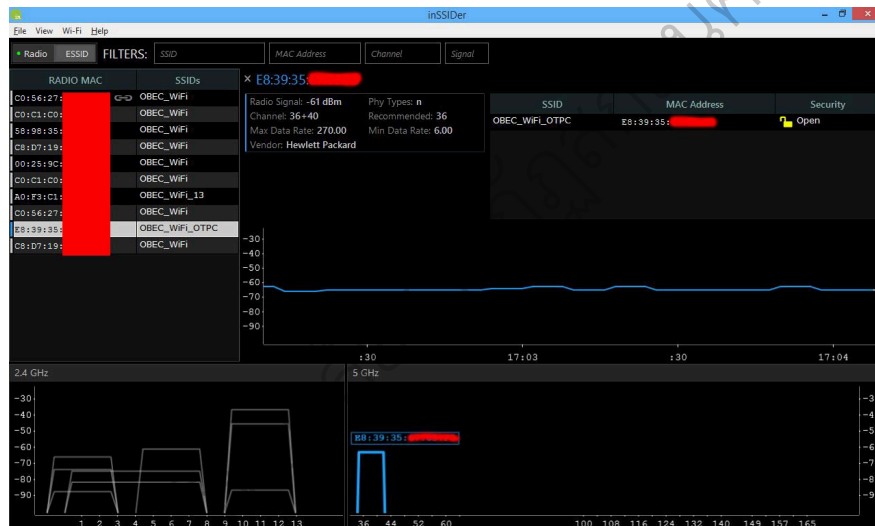 inSSIDer
File View Wi-Fi Help
Radio ESSID FILTERS: SSID MAC Address Channel Signal
RADIO MAC SSIDs
C0:56:27: OBEC_WiFi
C0:C1:C0: OBEC_WiFi
58:98:35: OBEC_WiFi
C8:D7:19: OBEC_WiFi
00:25:9C: OBEC_WiFi
C0:C1:C0: OBEC_WiFi
A0:F3:C1: OBEC_WiFi_13
C0:56:27: OBEC_WiFi
E8:39:35: OBEC_WiFi_OTPC
C8:D7:19: OBEC_WiFi
× E8:39:35:
Radio Signal: -61 dBm Phy Types: n
Channel: 36+40 Recommended: 36
Max Data Rate: 270.00 Min Data Rate: 6.00
Vendor: Hewlett Packard
SSID MAC Address Security
OBEC_WiFi_OTPC E8:39:35: Open
-30
-40
-50
-60
-70
-80
-90
:30 17:03 :30 17:04
2.4 GHz
-30
-40
-50
-60
-70
-80
-90
1 2 3 4 5 6 7 8 9 10 11 12 13
5 GHz
E8:39:35:
36 44 52 60 100 108 116 124 132 140 149 157 165
-3
-4
-5
-6
-7
-8
-9